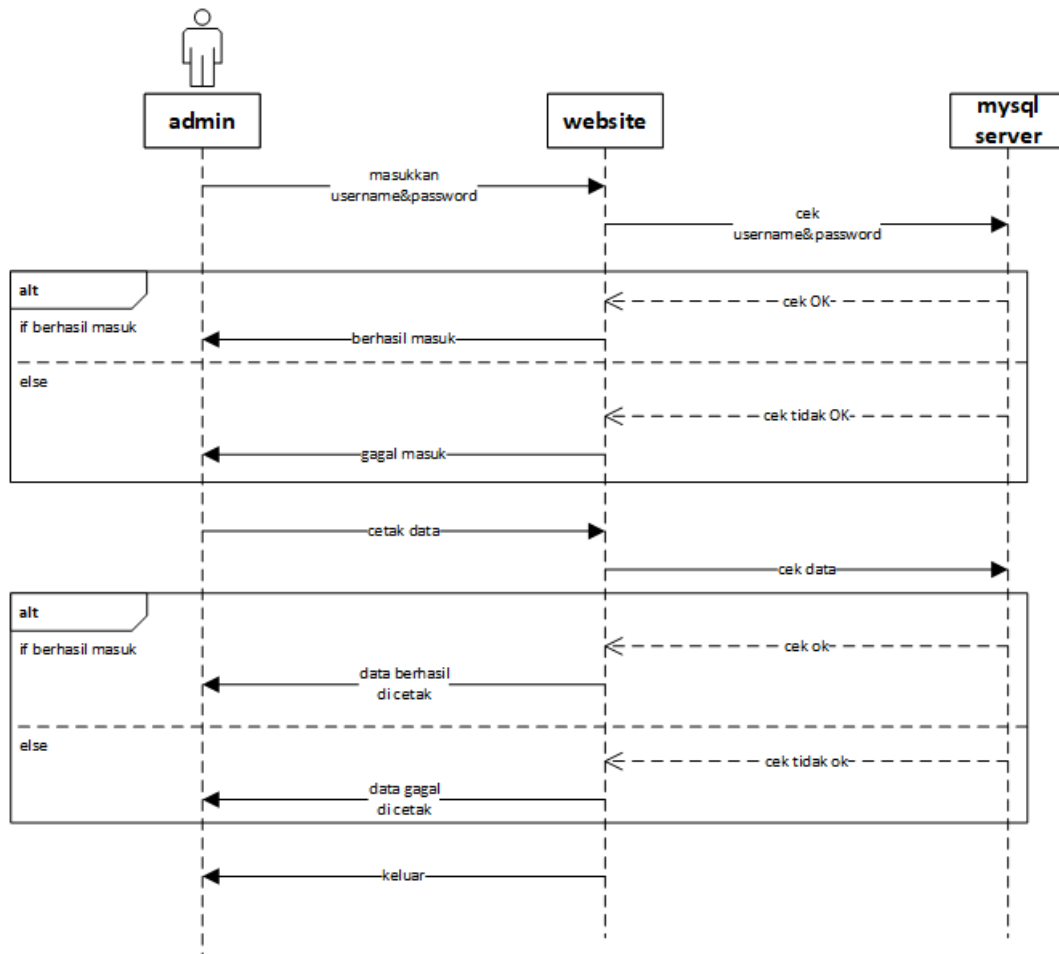 admin
website
mysql
server
masukkan
username&password
cek
username&password
alt
cek OK
if berhasil masuk
berhasil masuk
else
cek tidak OK
gagal masuk
cetak data
cek data
alt
cek ok
if berhasil masuk
data berhasil
di cetak
else
cek tidak ok
data gagal
di cetak
keluar